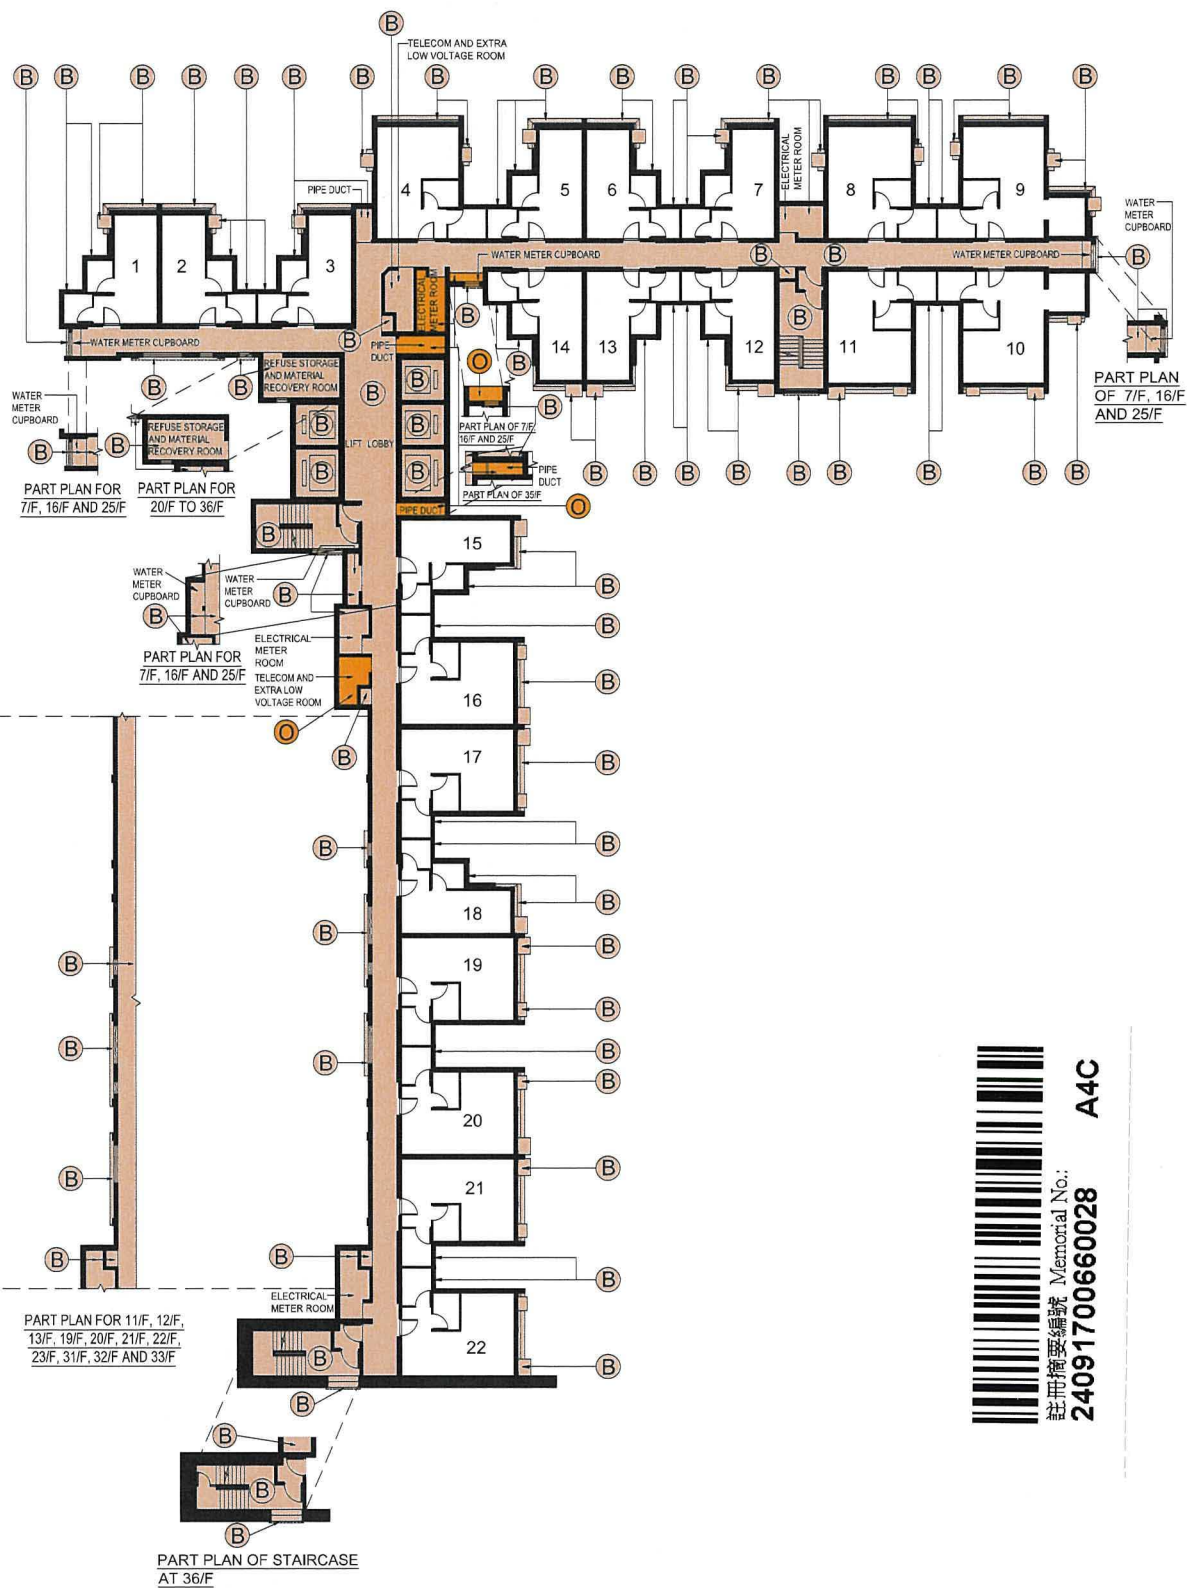 B
TELECOM AND EXTRA
LOW VOLTAGE ROOM
B B B B B B B B B B B B B B B
PIPE DUCT
4
5
6
7
ELECTRICAL
METER ROOM
8
9
WATER
METER
CUPBOARD
1
2
3
WATER METER CUPBOARD
B
B
WATER METER CUPBOARD
B
ELECTRICAL
METER ROOM
B
B
WATER METER CUPBOARD
B
B
PIPE
DUCT
14
13
12
B
11
10
B
B
B
B
REFUSE STORAGE
AND MATERIAL
RECOVERY ROOM
B
B
O
B
PART PLAN
OF 7/F, 16/F
AND 25/F
WATER
METER
CUPBOARD
B
REFUSE STORAGE
AND MATERIAL
RECOVERY ROOM
B
B
LIFT LOBBY
B
PART PLAN OF 7/F,
16/F AND 25/F
B
B
B
B
B
B
B
B
B
B
B
PIPE
DUCT
PART PLAN OF 35/F
PART PLAN FOR
7/F, 16/F AND 25/F
PART PLAN FOR
20/F TO 36/F
PIPE DUCT
O
B
15
WATER
METER
CUPBOARD
B
WATER
METER
CUPBOARD
B
B
B
PART PLAN FOR
7/F, 16/F AND 25/F
ELECTRICAL
METER
ROOM
TELECOM AND
EXTRA LOW
VOLTAGE ROOM
16
B
O
B
17
B
B
B
18
B
B
B
B
19
B
B
B
B
B
B
20
B
21
B
B
B
B
ELECTRICAL
METER ROOM
PART PLAN FOR 11/F, 12/F,
13/F, 19/F, 20/F, 21/F, 22/F,
23/F, 31/F, 32/F AND 33/F
B
22
B
B
B
B
B
PART PLAN OF STAIRCASE
AT 36/F
註冊摘要編號 Memorial No.:
24091700660028
A4C